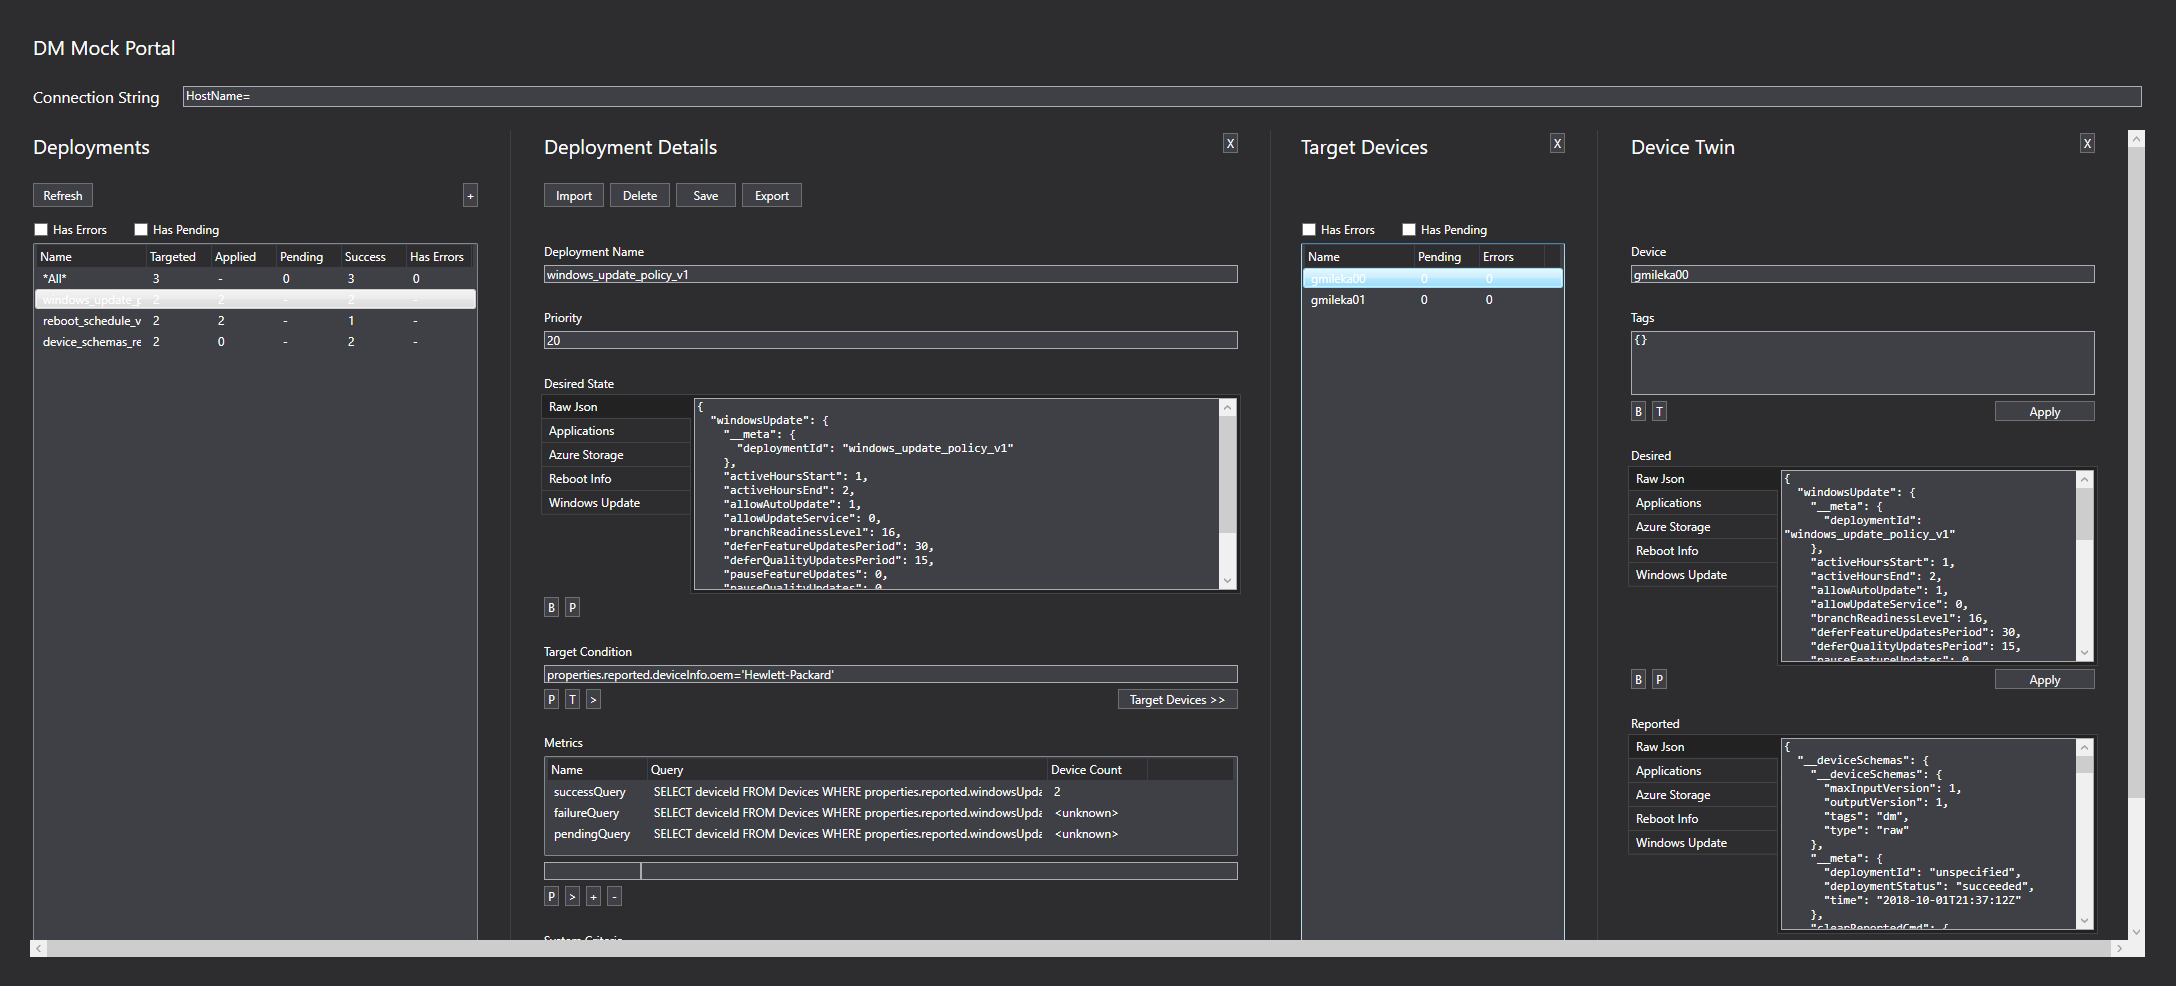 DM Mock Portal
Connection String HostName=
Deployments
Refresh +
Has Errors Has Pending
Name Targeted Applied Pending Success Has Errors
*All* 3 - 0 3 0
windows_update_p 2 2 - 2 -
reboot_schedule_v 2 2 - 1 -
device_schemas_re 2 0 - 2 -
Deployment Details X
Import Delete Save Export
Deployment Name
windows_update_policy_v1
Priority
20
Desired State
Raw Json
Applications
Azure Storage
Reboot Info
Windows Update
{
"windowsUpdate": {
"__meta": {
"deploymentId": "windows_update_policy_v1"
},
"activeHoursStart": 1,
"activeHoursEnd": 2,
"allowAutoUpdate": 1,
"allowUpdateService": 0,
"branchReadinessLevel": 16,
"deferFeatureUpdatesPeriod": 30,
"deferQualityUpdatesPeriod": 15,
"pauseFeatureUpdates": 0,
"pauseQualityUpdates": 0
B P
Target Condition
properties.reported.deviceInfo.oem='Hewlett-Packard'
P T > Target Devices >>
Metrics
Name Query Device Count
successQuery SELECT deviceId FROM Devices WHERE properties.reported.windowsUpda 2
failureQuery SELECT deviceId FROM Devices WHERE properties.reported.windowsUpda <unknown>
pendingQuery SELECT deviceId FROM Devices WHERE properties.reported.windowsUpda <unknown>
P > + -
System Criteria
Target Devices X
Has Errors Has Pending
Name Pending Errors
gmileka00 0 0
gmileka01 0 0
Device Twin X
Device
gmileka00
Tags
{}
B T Apply
Desired
Raw Json
Applications
Azure Storage
Reboot Info
Windows Update
{
"windowsUpdate": {
"__meta": {
"deploymentId":
"windows_update_policy_v1"
},
"activeHoursStart": 1,
"activeHoursEnd": 2,
"allowAutoUpdate": 1,
"allowUpdateService": 0,
"branchReadinessLevel": 16,
"deferFeatureUpdatesPeriod": 30,
"deferQualityUpdatesPeriod": 15,
"pauseFeatureUpdates": 0
B P Apply
Reported
Raw Json
Applications
Azure Storage
Reboot Info
Windows Update
{
"__deviceSchemas": {
"__deviceSchemas": {
"maxInputVersion": 1,
"outputVersion": 1,
"tags": "dm",
"type": "raw"
},
"__meta": {
"deploymentId": "unspecified",
"deploymentStatus": "succeeded",
"time": "2018-10-01T21:37:12Z"
},
"clearReportedCmd": {